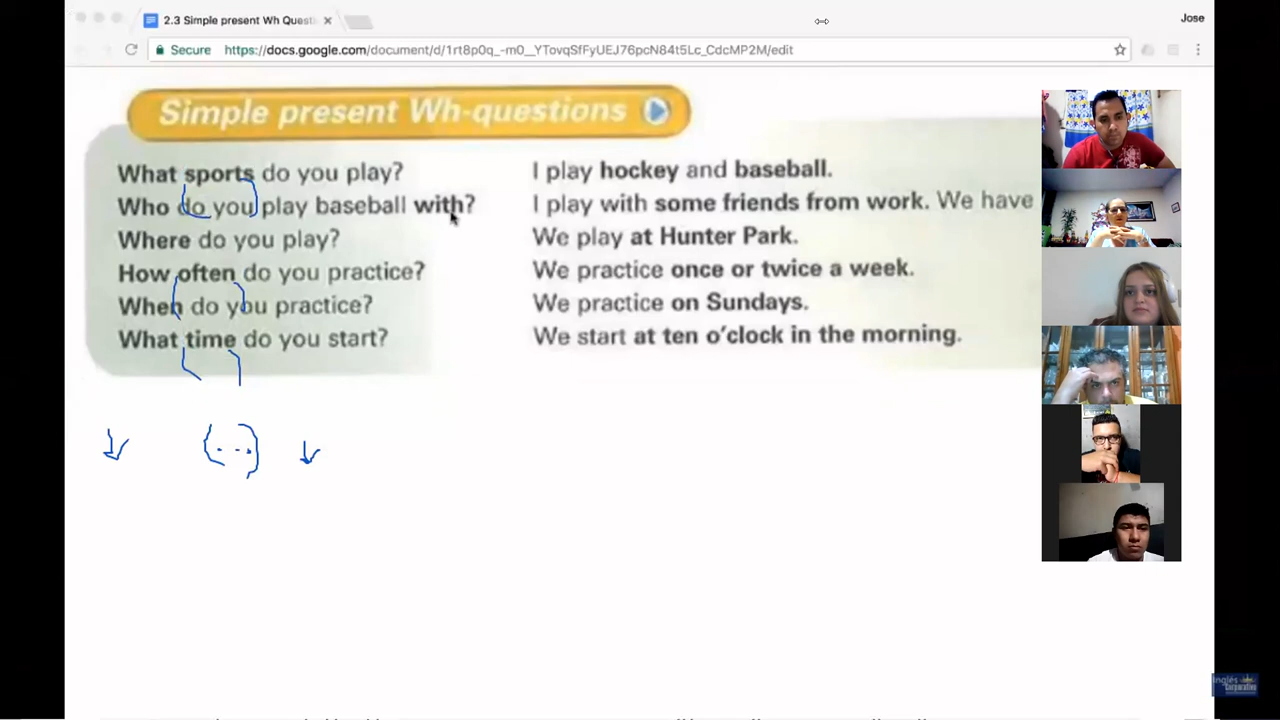 2.3 Simple present Wh Questi
Jose
Secure https://docs.google.com/document/d/1rt8p0q_-m0__YTovqSfFyUEJ76pcN84t5Lc_CdcMP2M/edit
Simple present Wh-questions
What sports do you play? I play hockey and baseball.
Who do you play baseball with? I play with some friends from work. We have
Where do you play? We play at Hunter Park.
How often do you practice? We practice once or twice a week.
When do you practice? We practice on Sundays.
What time do you start? We start at ten o'clock in the morning.
Inglés
Corporativo